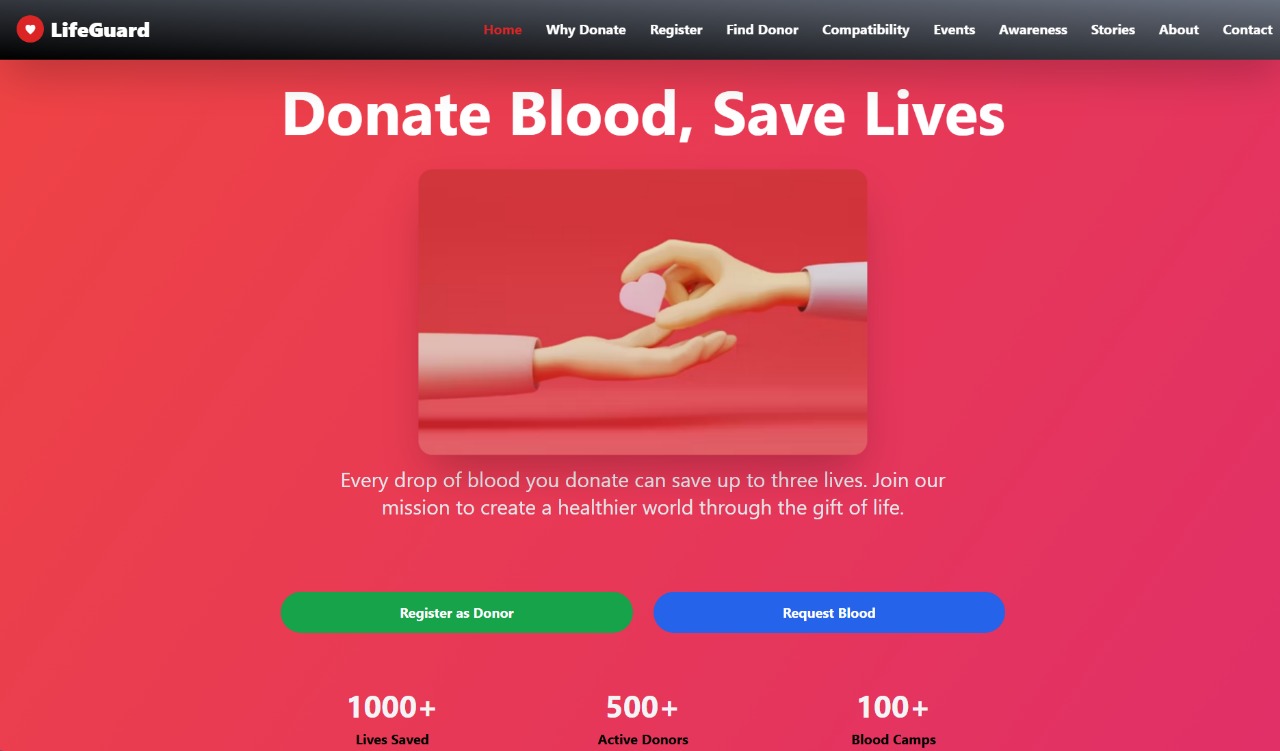 LifeGuard
Home Why Donate Register Find Donor Compatibility Events Awareness Stories About Contact
Donate Blood, Save Lives
Every drop of blood you donate can save up to three lives. Join our
mission to create a healthier world through the gift of life.
Register as Donor Request Blood
1000+ 500+ 100+
Lives Saved Active Donors Blood Camps